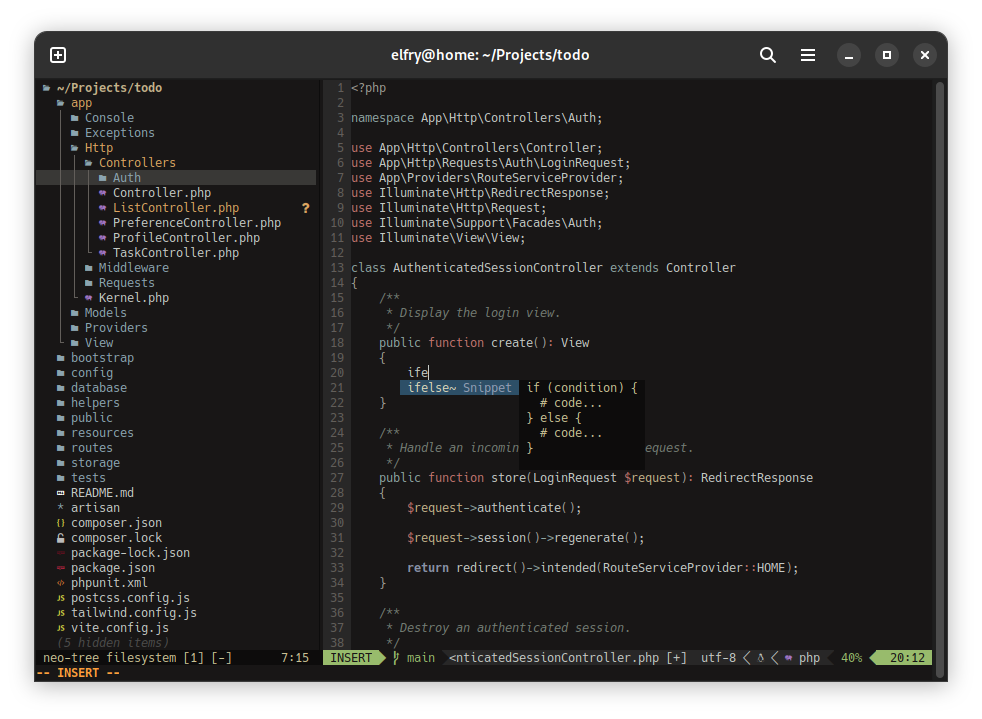 elfry@home: ~/Projects/todo
~/Projects/todo
app
Console
Exceptions
Http
Controllers
Auth
Controller.php
ListController.php ?
PreferenceController.php
ProfileController.php
TaskController.php
Middleware
Requests
Kernel.php
Models
Providers
View
bootstrap
config
database
helpers
public
resources
routes
storage
tests
README.md
* artisan
{} composer.json
composer.lock
package-lock.json
package.json
phpunit.xml
JS postcss.config.js
JS tailwind.config.js
JS vite.config.js
(5 hidden items)
neo-tree filesystem [1] [-] 7:15
1 <?php
2
3 namespace App\Http\Controllers\Auth;
4
5 use App\Http\Controllers\Controller;
6 use App\Http\Requests\Auth\LoginRequest;
7 use App\Providers\RouteServiceProvider;
8 use Illuminate\Http\RedirectResponse;
9 use Illuminate\Http\Request;
10 use Illuminate\Support\Facades\Auth;
11 use Illuminate\View\View;
12
13 class AuthenticatedSessionController extends Controller
14 {
15 /**
16 * Display the login view.
17 */
18 public function create(): View
19 {
20 ife
21 ifelse~ Snippet if (condition) {
22 } # code...
23 } else {
24 /** # code...
25 * Handle an incomin } equest.
26 */
27 public function store(LoginRequest $request): RedirectResponse
28 {
29 $request->authenticate();
30
31 $request->session()->regenerate();
32
33 return redirect()->intended(RouteServiceProvider::HOME);
34 }
35
36 /**
37 * Destroy an authenticated session.
38 */
INSERT main <nticatedSessionController.php [+] utf-8 php 40% 20:12
-- INSERT --